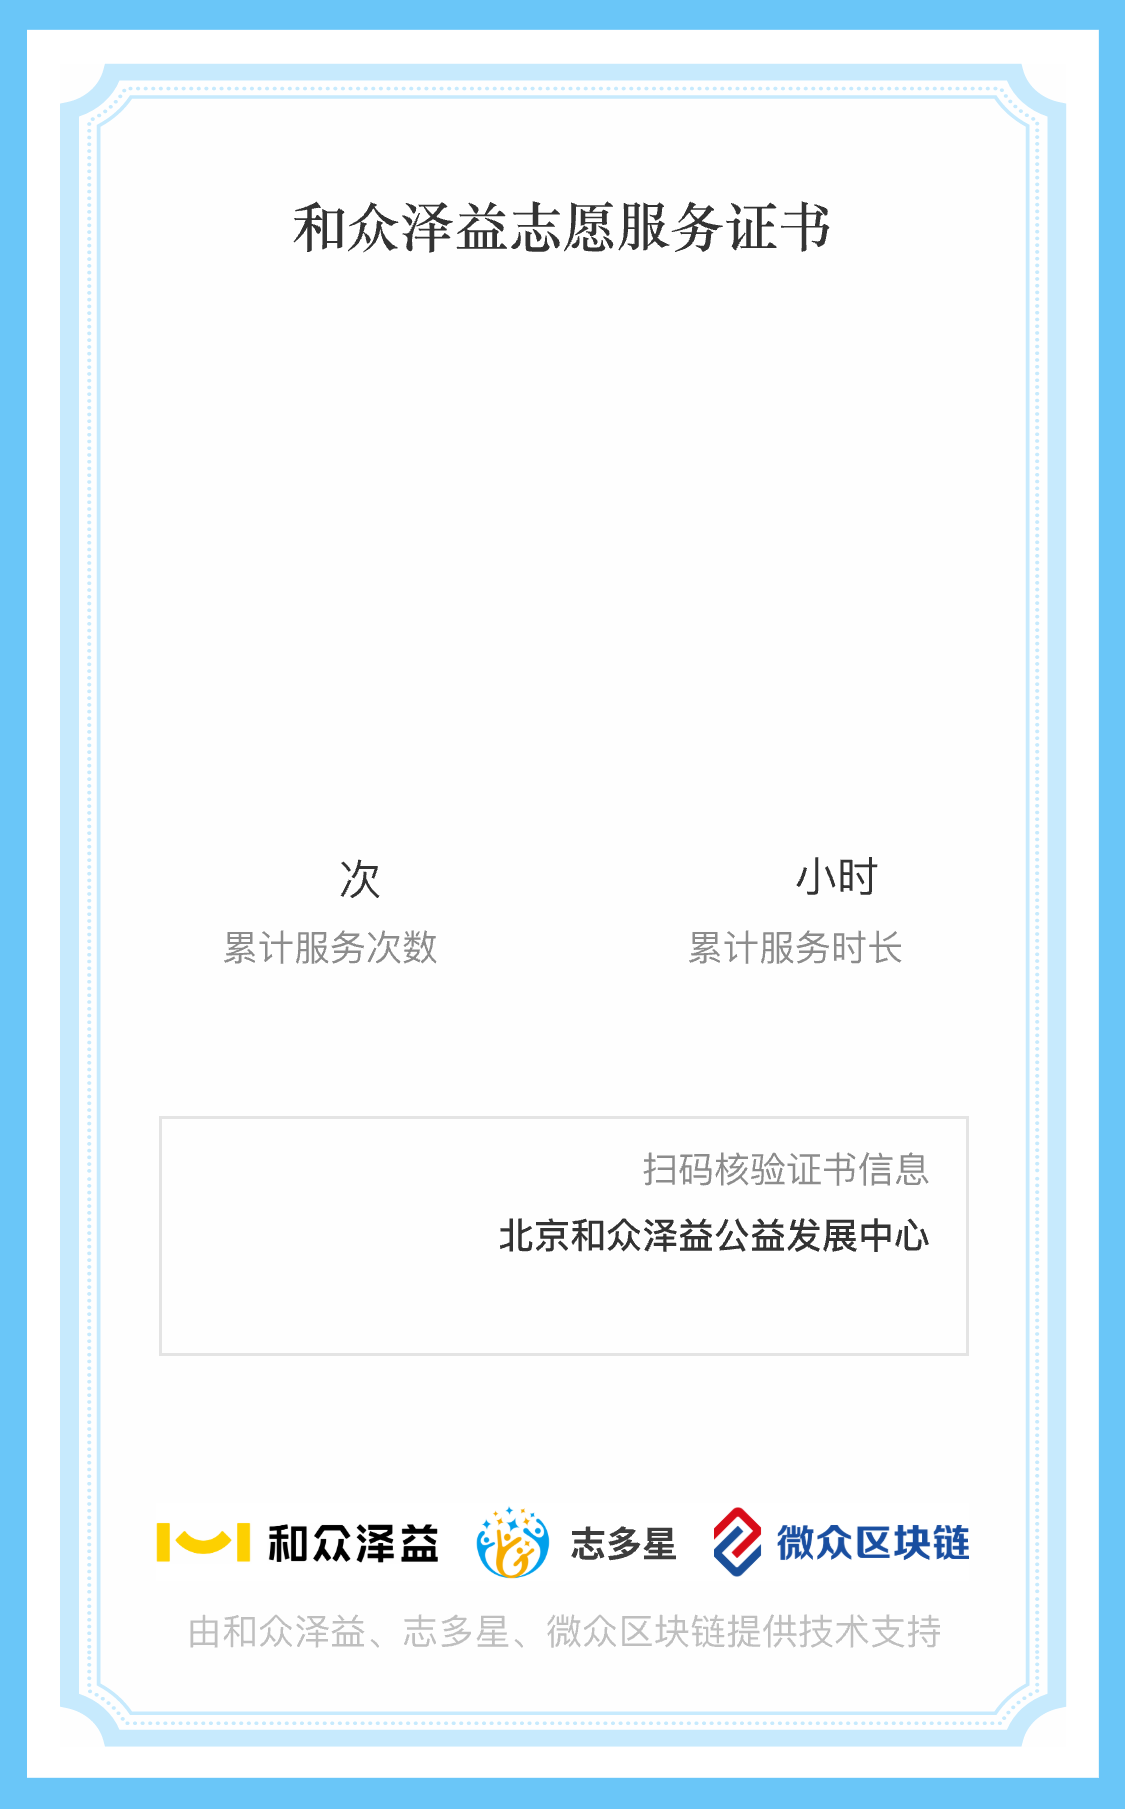 和众泽益志愿服务证书
次
小时
累计服务次数
累计服务时长
扫码核验证书信息
北京和众泽益公益发展中心
和众泽益
志多星
微众区块链
由和众泽益、志多星、微众区块链提供技术支持